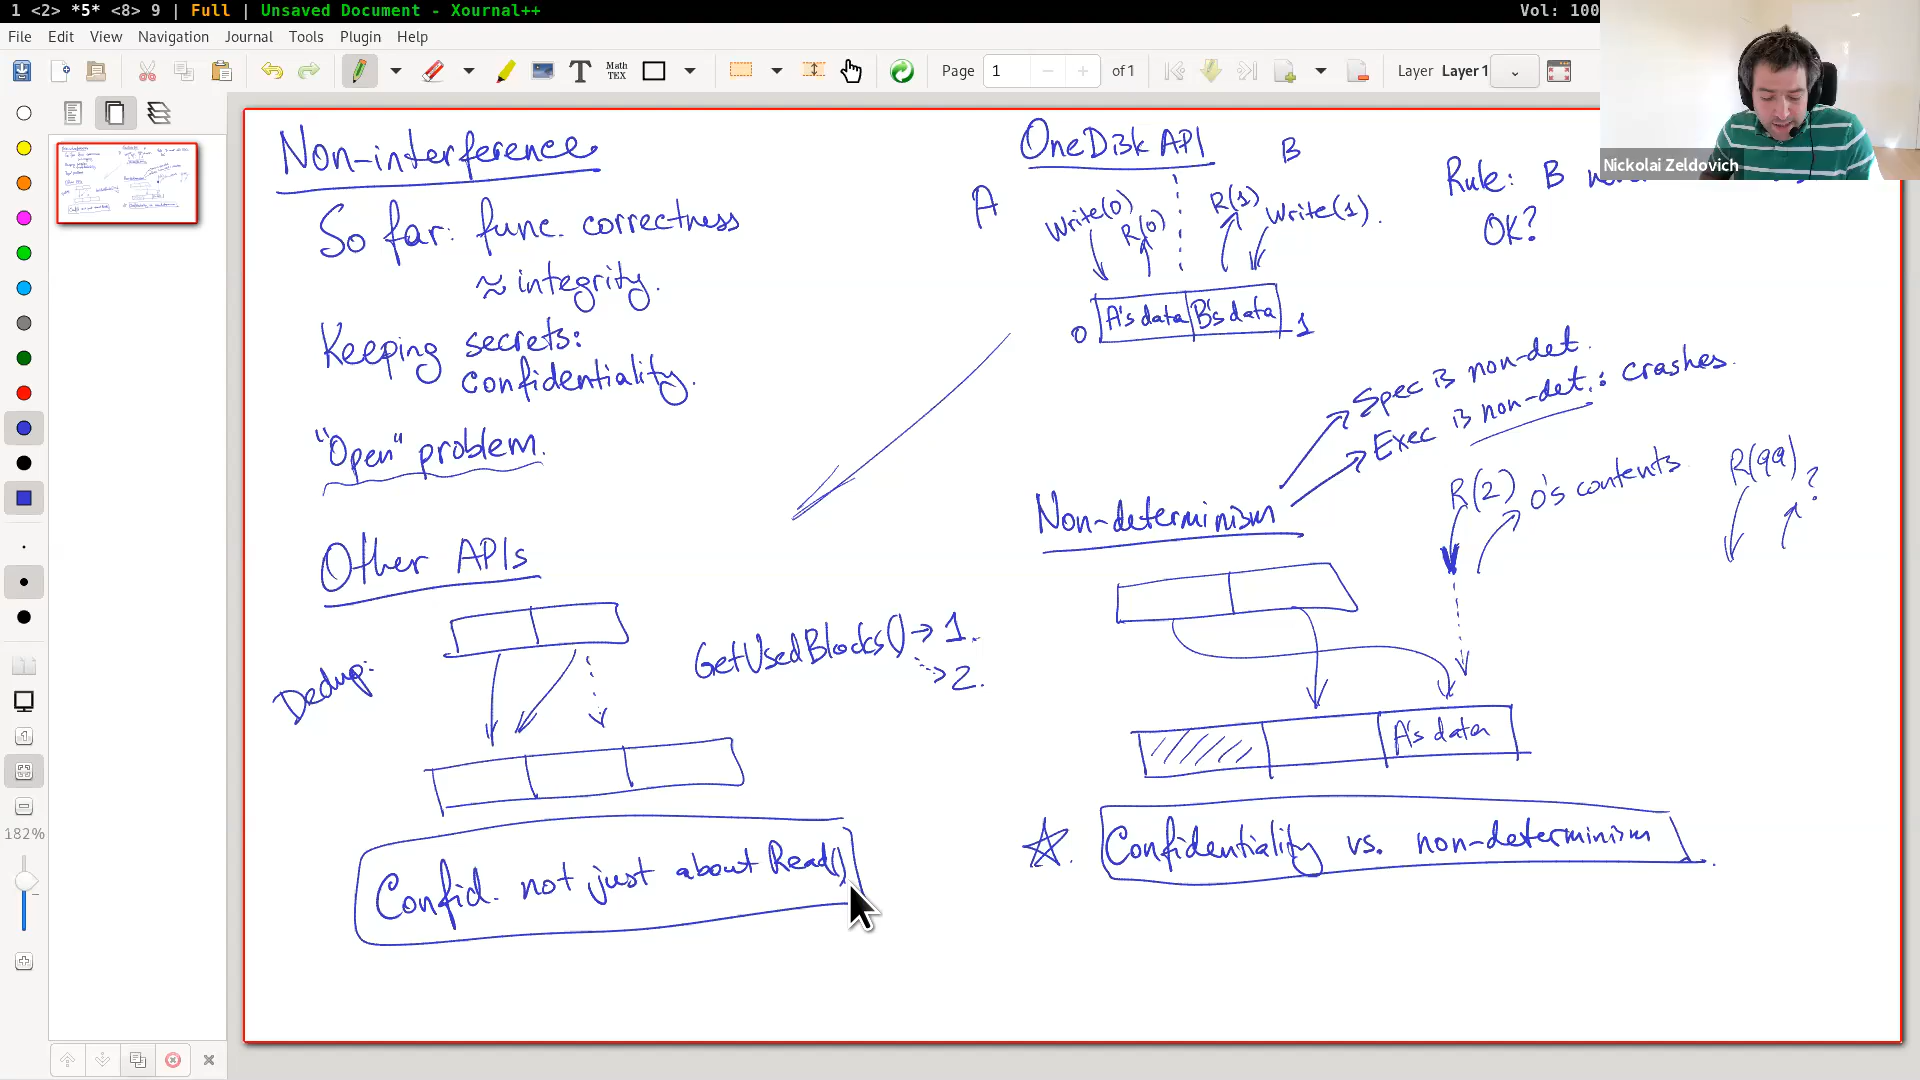 1 <2> *5* <8> 9 | Full | Unsaved Document - Xournal++
Vol: 100
File Edit View Navigation Journal Tools Plugin Help
Math TEX
Page 1 of 1
Layer Layer 1
Nickolai Zeldovich
182%
Non-interference
So far: func. correctness
≈ integrity.
Keeping secrets:
confidentiality.
"Open" problem.
Other APIs
Dedup:
GetUsedBlocks() → 1.
→ 2.
Confid. not just about Read()
OneDisk API
A
B
Write(0)
R(0)
R(1)
Write(1).
0
A's data
B's data
1
Rule: B
OK?
Spec is non-det.
Exec is non-det.: crashes.
Non-determinism
R(2) 0's contents
R(99)
?
A's data
Confidentiality vs. non-determinism.